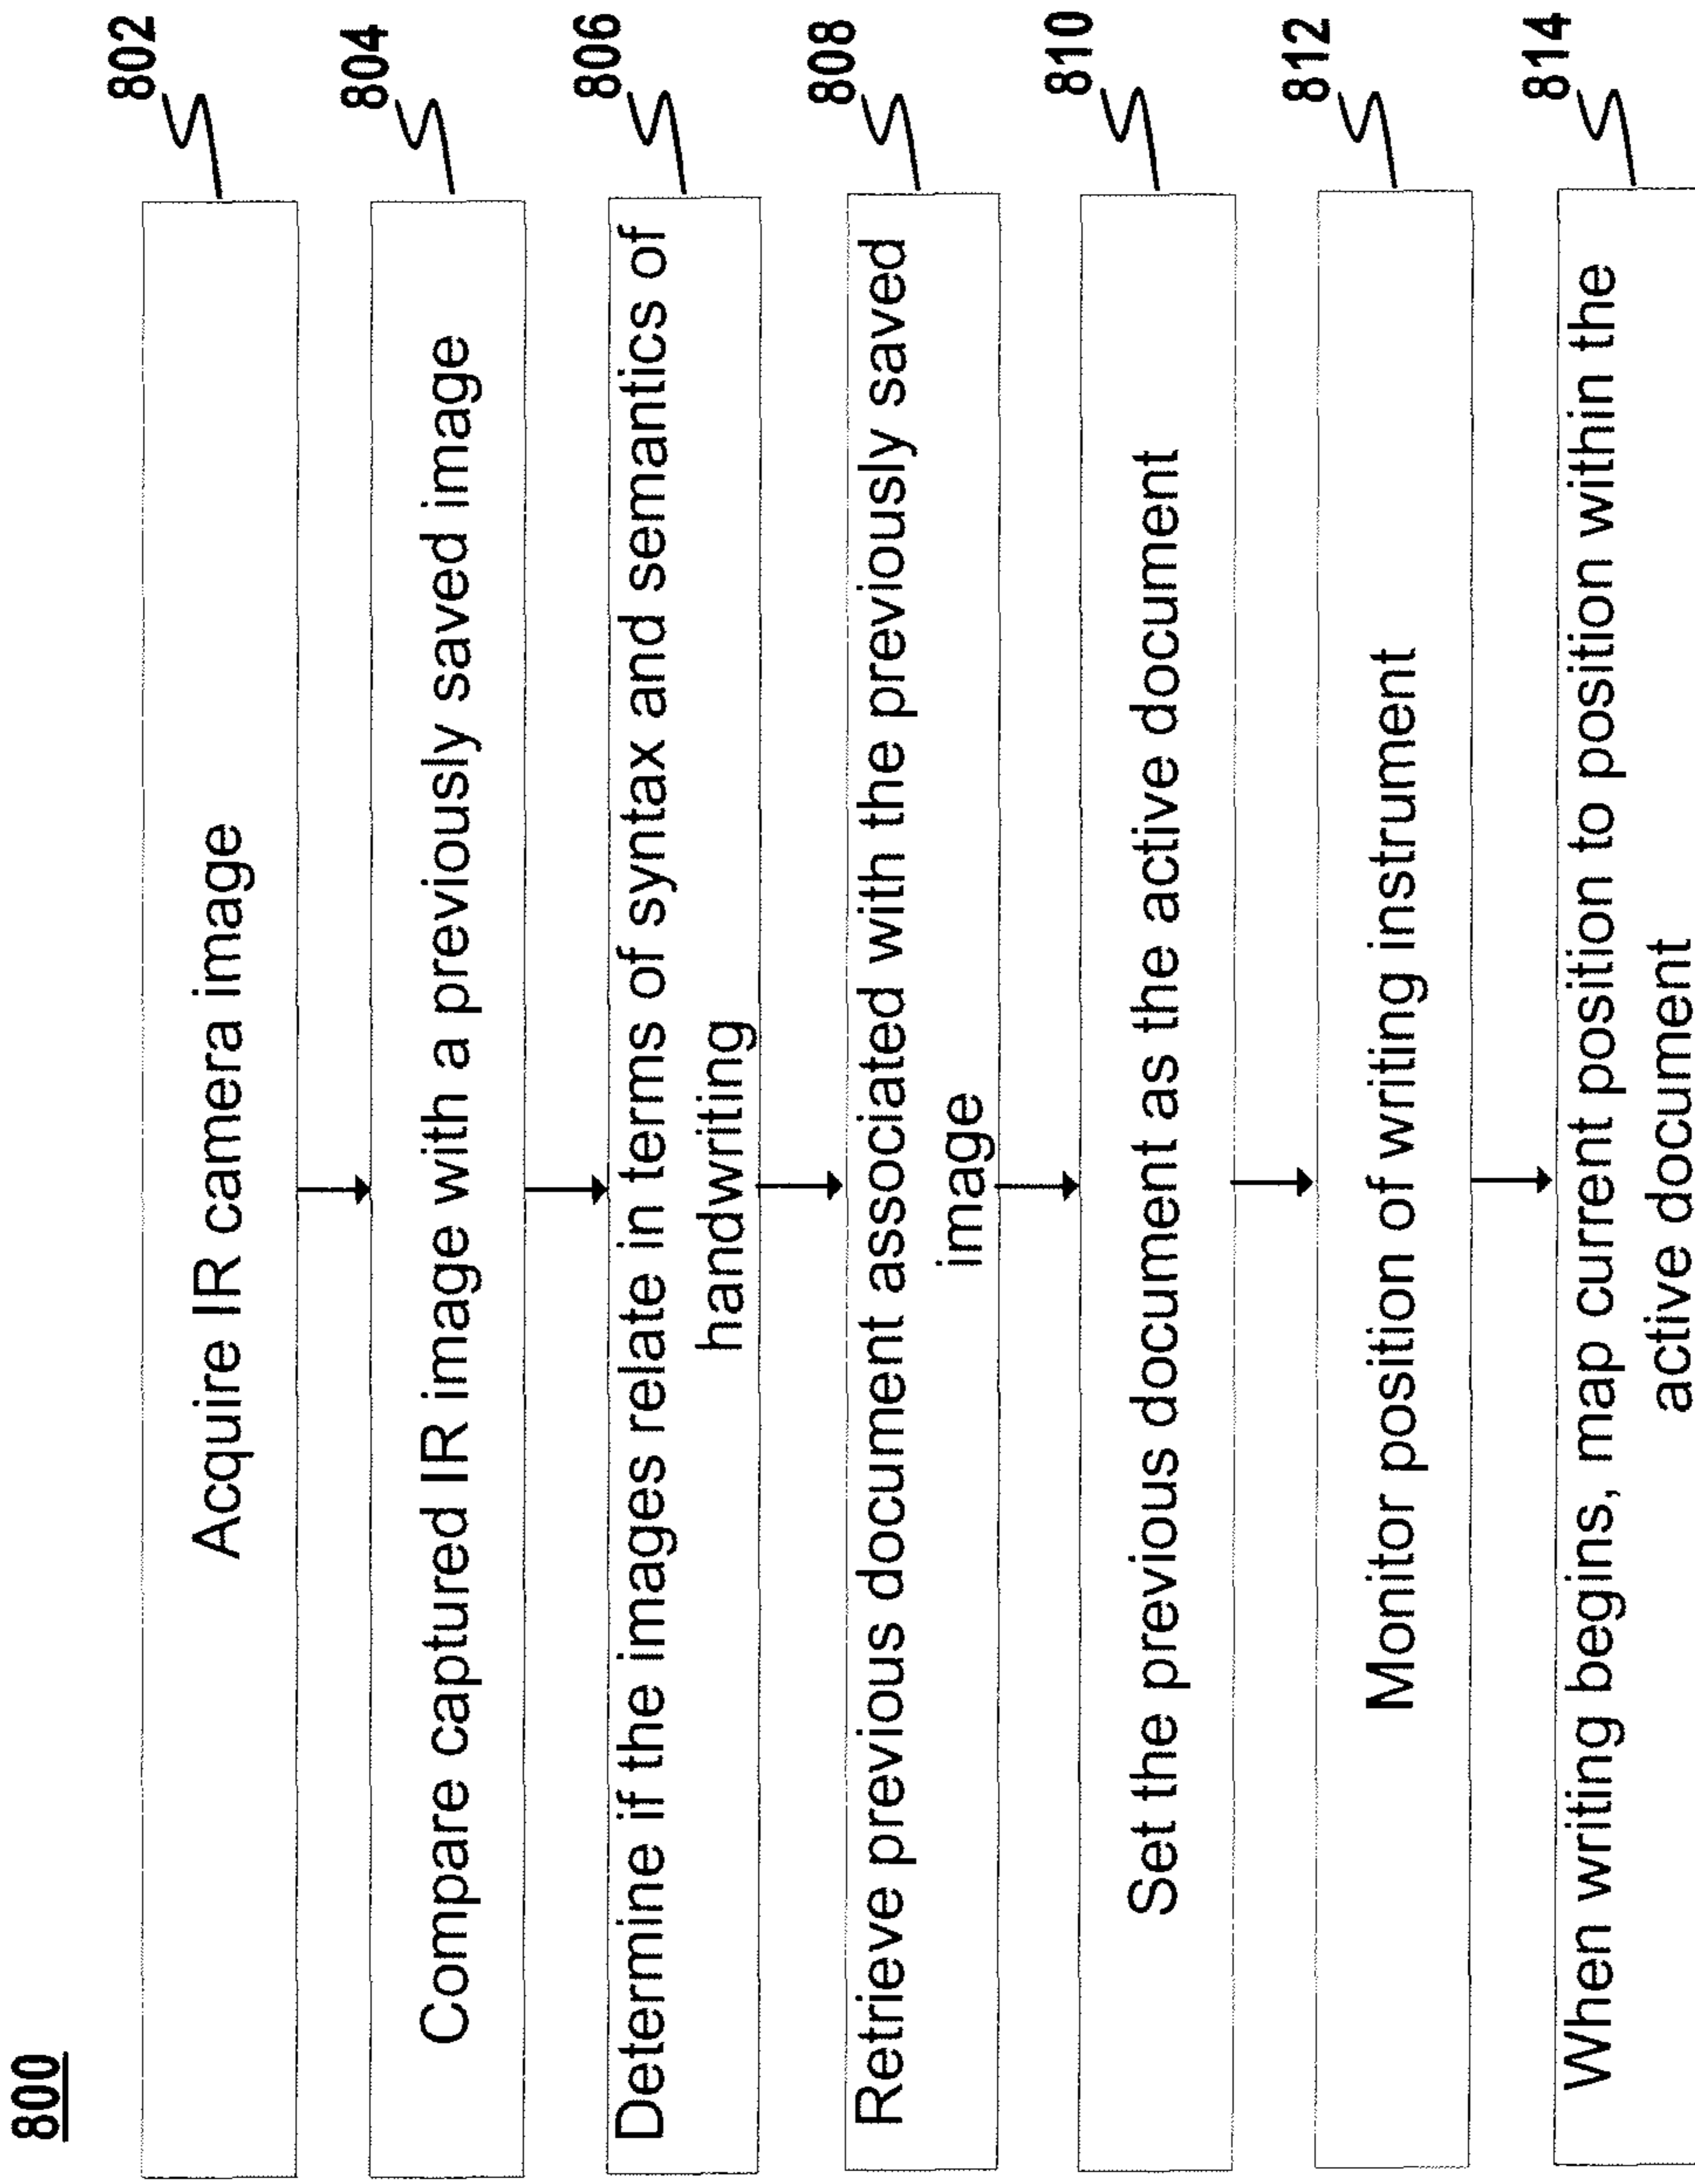 800
802
Acquire IR camera image
804
Compare captured IR image with a previously saved image
806
Determine if the images relate in terms of syntax and semantics of
handwriting
808
Retrieve previous document associated with the previously saved
image
810
Set the previous document as the active document
812
Monitor position of writing instrument
814
When writing begins, map current position to position within the
active document